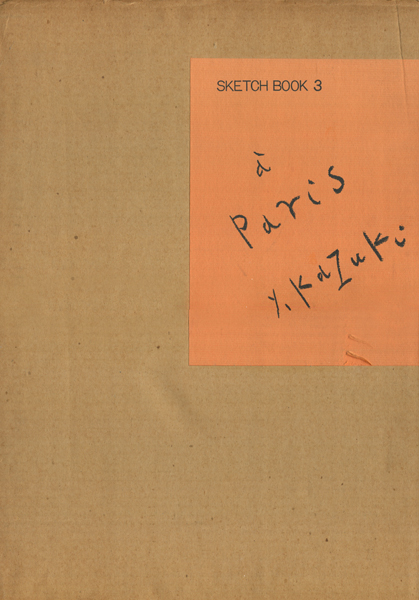 SKETCH BOOK 3
à
Paris
Y. KaZuKi